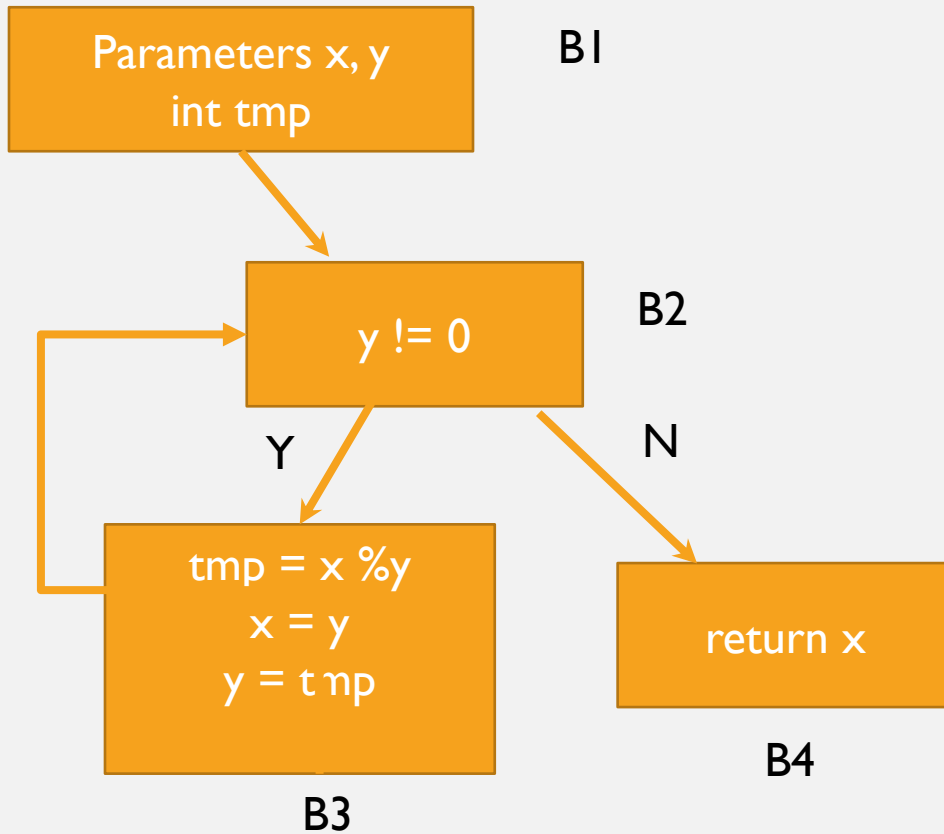 Parameters x, y
int tmp
B1
y != 0
B2
Y
N
tmp = x %y
x = y
y = tmp
return x
B4
B3